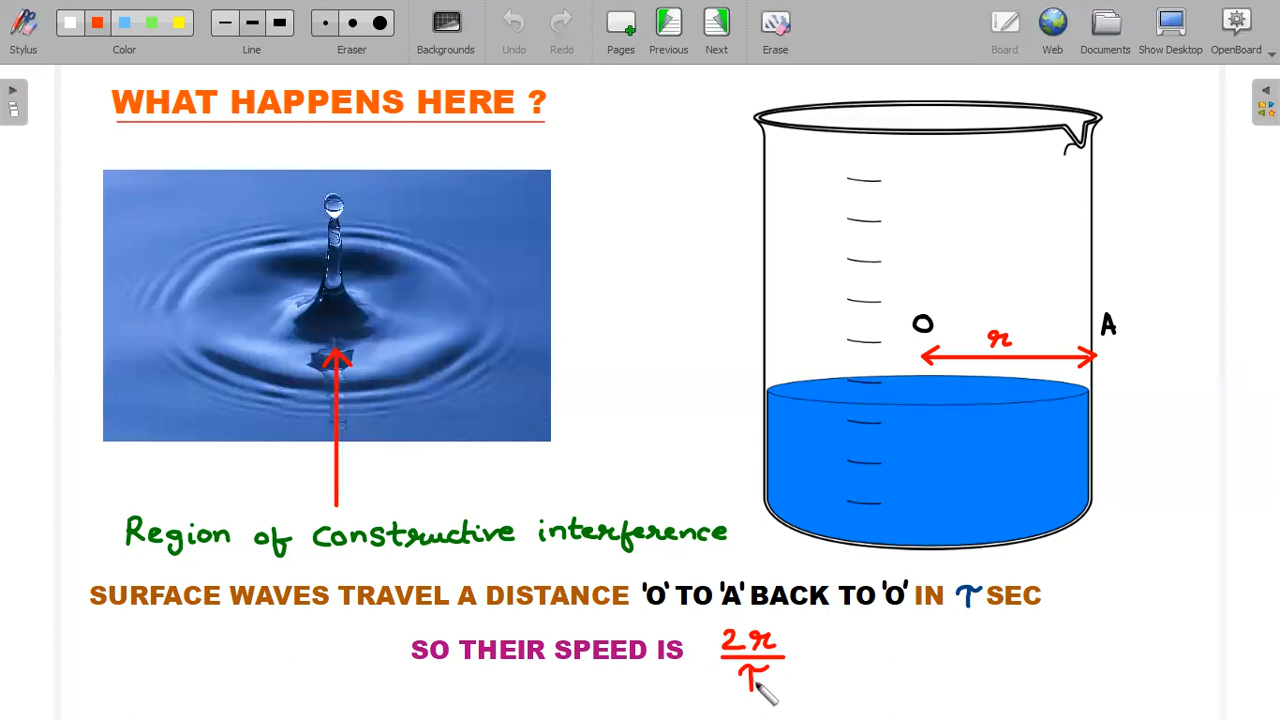 Stylus
Color
Line
Eraser
Backgrounds
Undo
Redo
Pages
Previous
Next
Erase
Board
Web
Documents
Show Desktop
OpenBoard
WHAT HAPPENS HERE ?
O
r
A
Region of constructive interference
SURFACE WAVES TRAVEL A DISTANCE 'O' TO 'A' BACK TO 'O' IN τ SEC
SO THEIR SPEED IS 2r/τ